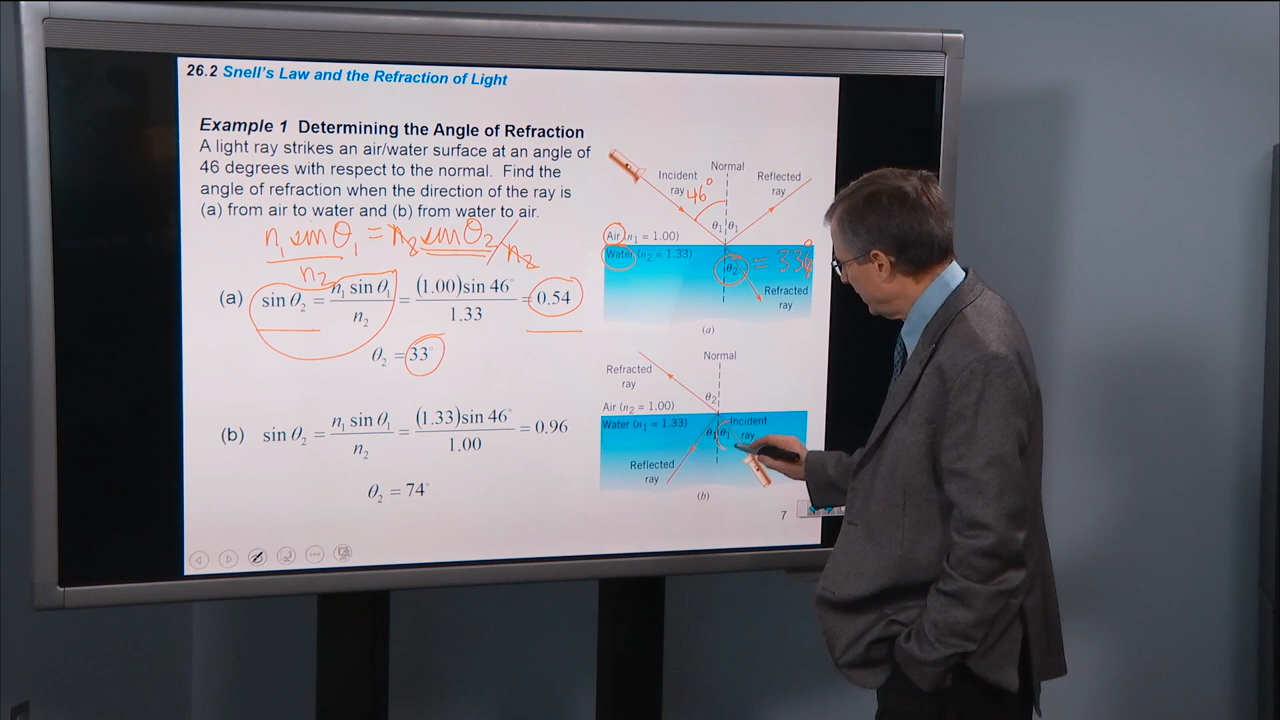 26.2 Snell's Law and the Refraction of Light
Example 1 Determining the Angle of Refraction
A light ray strikes an air/water surface at an angle of
46 degrees with respect to the normal. Find the
angle of refraction when the direction of the ray is
(a) from air to water and (b) from water to air.
n₁ sinθ₁ = n₂ sinθ₂/n₂
n₂
(a) sin θ₂ = n₁ sin θ₁ / n₂ = (1.00)sin 46° / 1.33 = 0.54
θ₂ = 33°
(b) sin θ₂ = n₁ sin θ₁ / n₂ = (1.33)sin 46° / 1.00 = 0.96
θ₂ = 74°
Normal
Incident
ray
46°
Reflected
ray
θ₁ θ₁
Air (n₁ = 1.00)
Water (n₂ = 1.33)
θ₂ = 33°
Refracted
ray
(a)
Normal
Refracted
ray
θ₂
Air (n₂ = 1.00)
Water (n₁ = 1.33)
Incident
ray
θ₁ θ₁
Reflected
ray
(b)
7